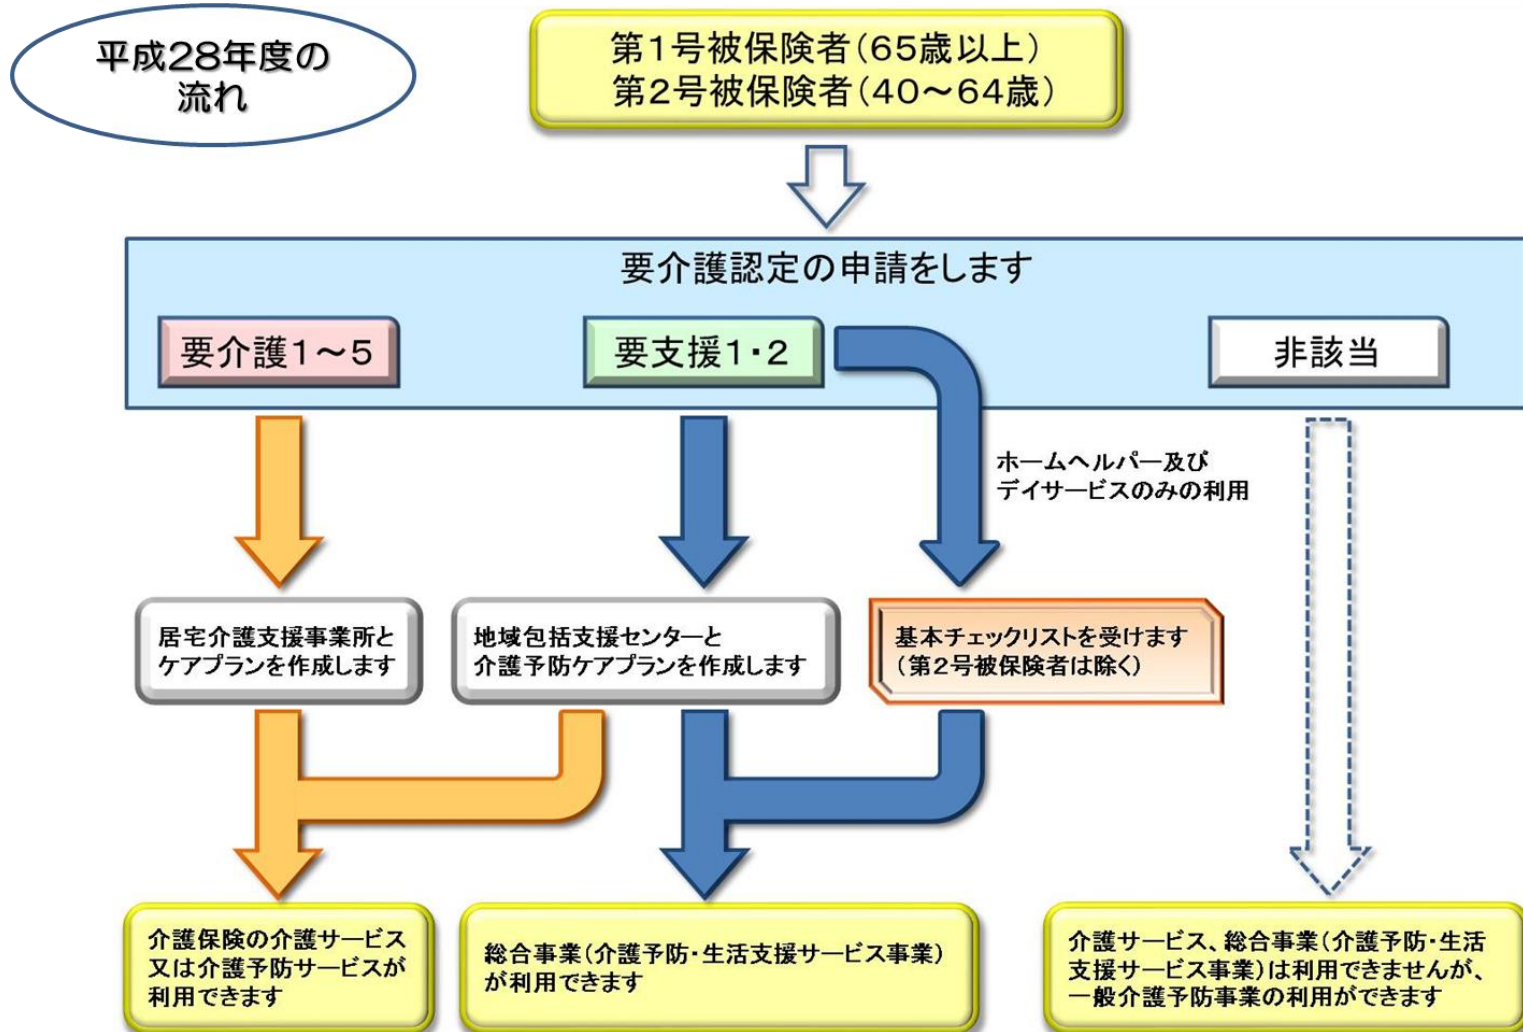 平成28年度の
流れ
第1号被保険者(65歳以上)
第2号被保険者(40～64歳)
要介護認定の申請をします
要介護1～5
要支援1・2
非該当
ホームヘルパー及び
デイサービスのみの利用
居宅介護支援事業所と
ケアプランを作成します
地域包括支援センターと
介護予防ケアプランを作成します
基本チェックリストを受けます
(第2号被保険者は除く)
介護保険の介護サービス
又は介護予防サービスが
利用できます
総合事業(介護予防・生活支援サービス事業)
が利用できます
介護サービス、総合事業(介護予防・生活
支援サービス事業)は利用できませんが、
一般介護予防事業の利用ができます